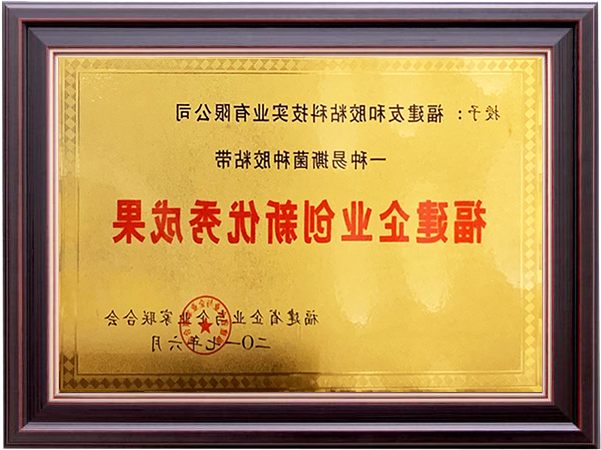 授予：福建友和胶粘科技实业有限公司
一种易撕菌种胶粘带
福建企业创新优秀成果
福建省企业与企业家联合会
二〇一七年六月